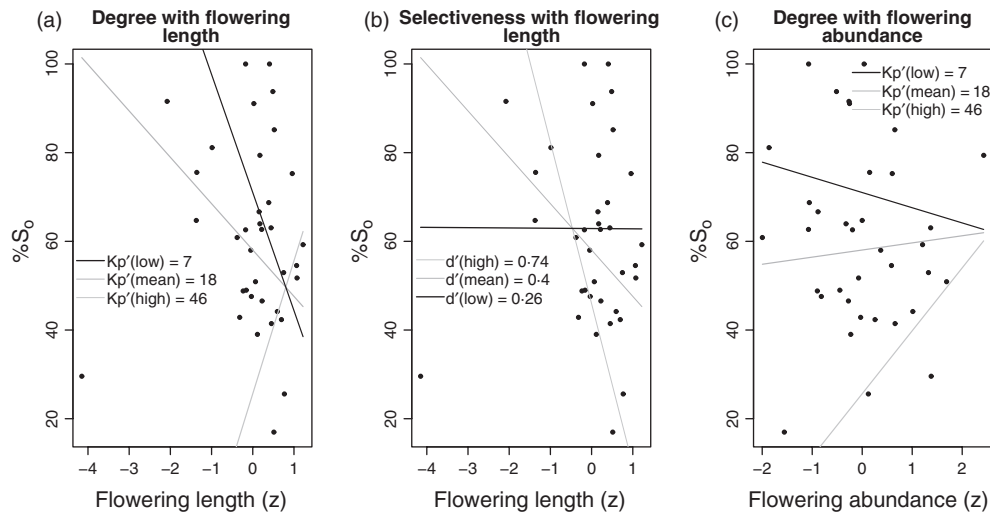 (a) Degree with flowering
length
%So
100
80
60
40
20
Kp′(low) = 7
Kp′(mean) = 18
Kp′(high) = 46
−4 −3 −2 −1 0 1
Flowering length (z)
(b) Selectiveness with flowering
length
100
80
60
40
20
d′(high) = 0·74
d′(mean) = 0·4
d′(low) = 0·26
−4 −3 −2 −1 0 1
Flowering length (z)
(c) Degree with flowering
abundance
%So
100
80
60
40
20
Kp′(low) = 7
Kp′(mean) = 18
Kp′(high) = 46
−2 −1 0 1 2
Flowering abundance (z)